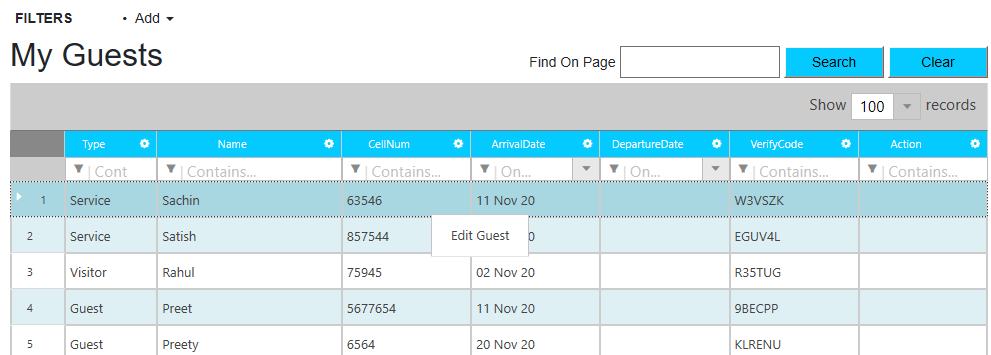 FILTERS • Add
My Guests
Find On Page Search Clear
Show 100 records
Type Name CellNum ArrivalDate DepartureDate VerifyCode Action
Cont Contains... Contains... On... On... Contains... Contains...
1 Service Sachin 63546 11 Nov 20 W3VSZK
2 Service Satish 857544 0 EGUV4L
Edit Guest
3 Visitor Rahul 75945 02 Nov 20 R35TUG
4 Guest Preet 5677654 11 Nov 20 9BECPP
5 Guest Preety 6564 20 Nov 20 KLRENU